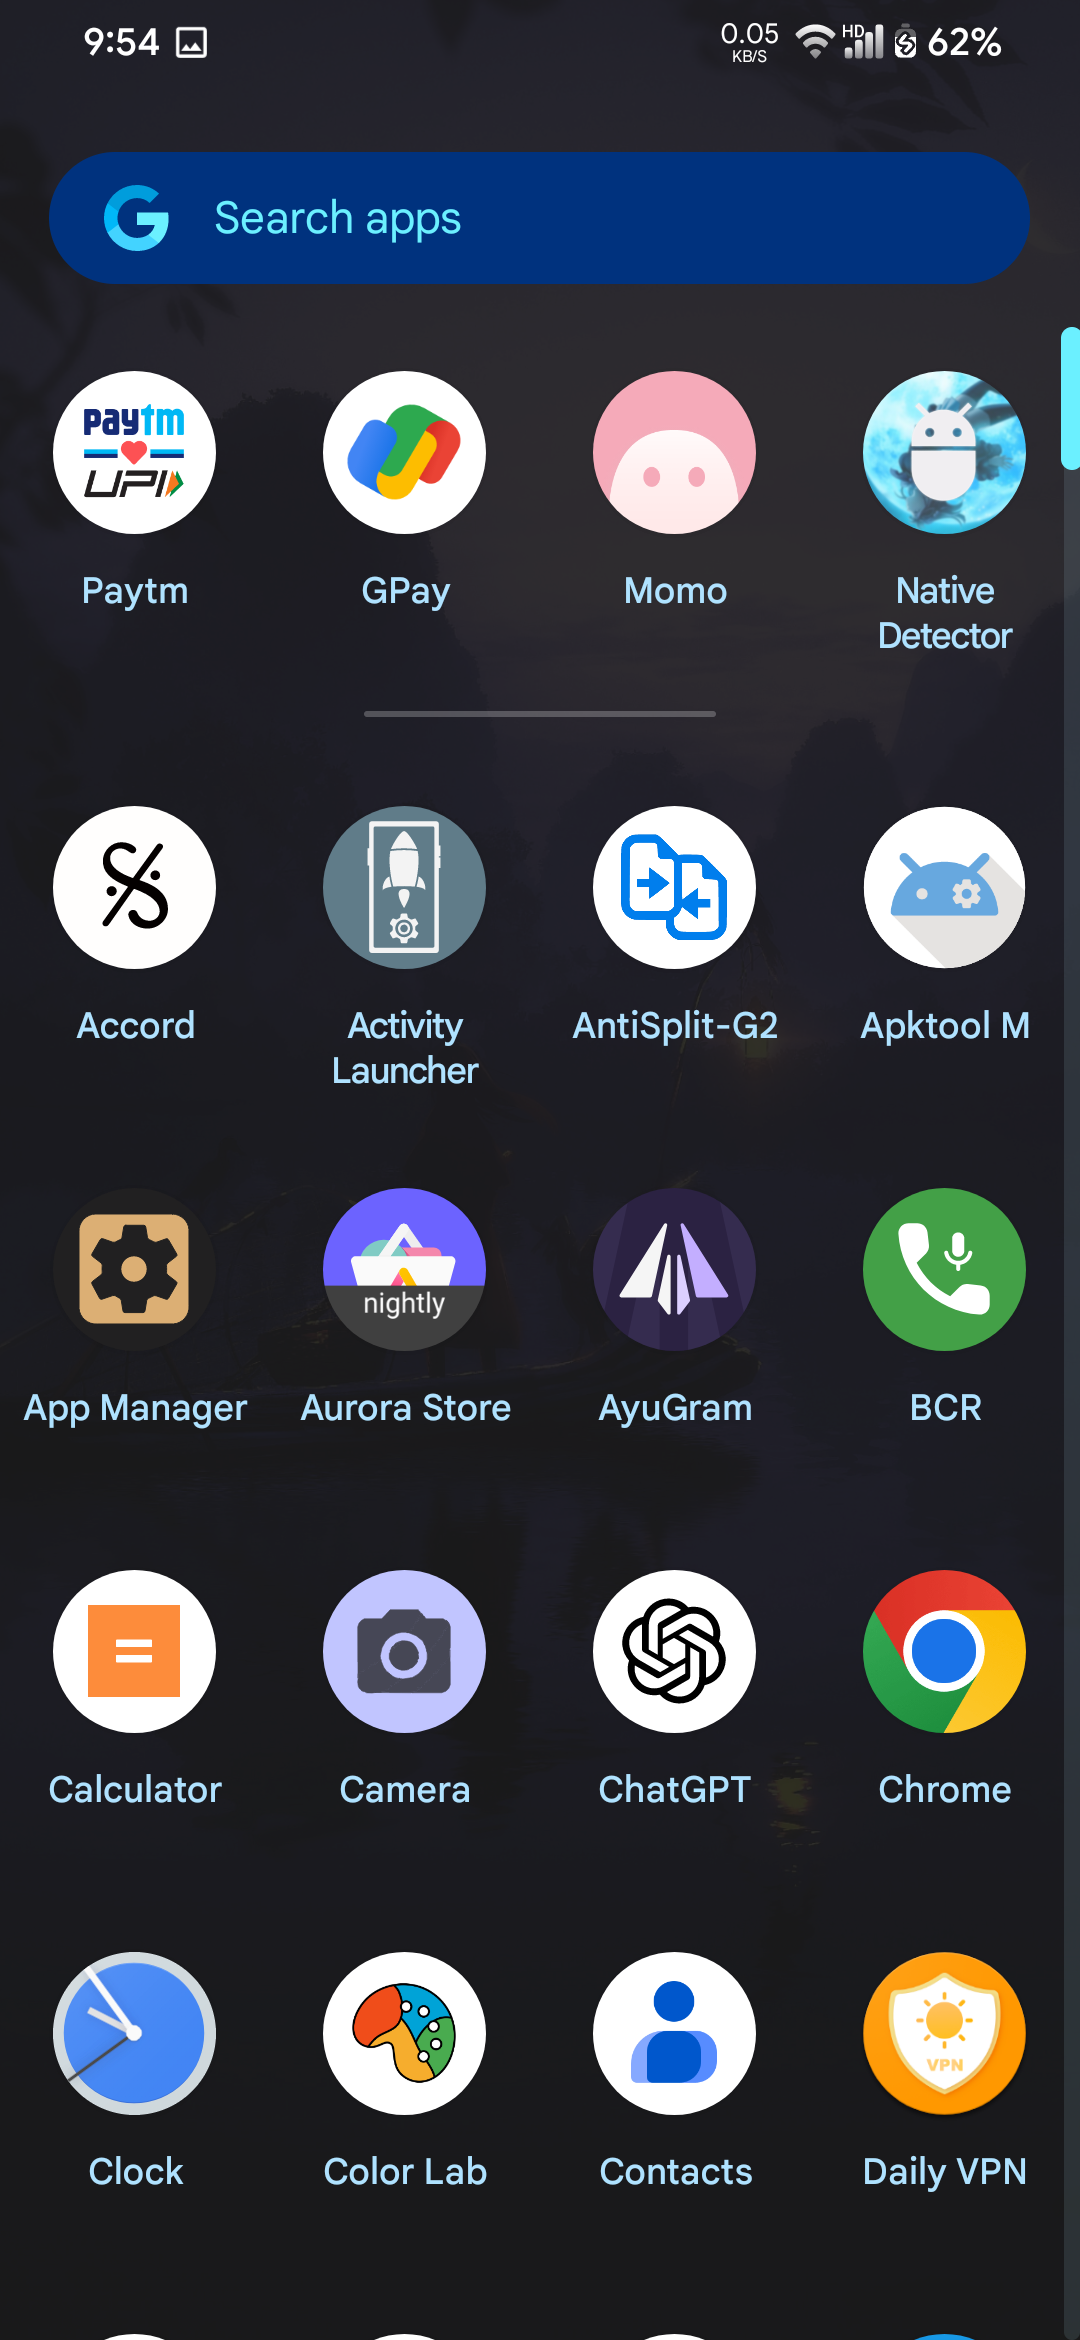 9:54
0.05
KB/S
HD
62%
Search apps
paytm
UPI
Paytm
GPay
Momo
Native
Detector
Accord
Activity
Launcher
AntiSplit-G2
Apktool M
nightly
App Manager
Aurora Store
AyuGram
BCR
Calculator
Camera
ChatGPT
Chrome
VPN
Clock
Color Lab
Contacts
Daily VPN